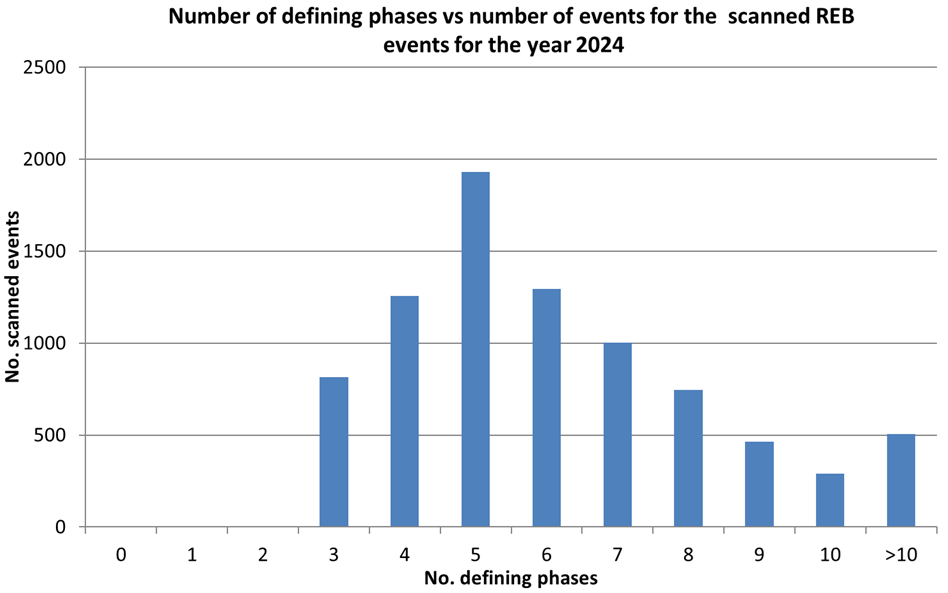 Number of defining phases vs number of events for the  scanned REB
events for the year 2024
2500
2000
1500
1000
500
0
No. scanned events
0 1 2 3 4 5 6 7 8 9 10 >10
No. defining phases